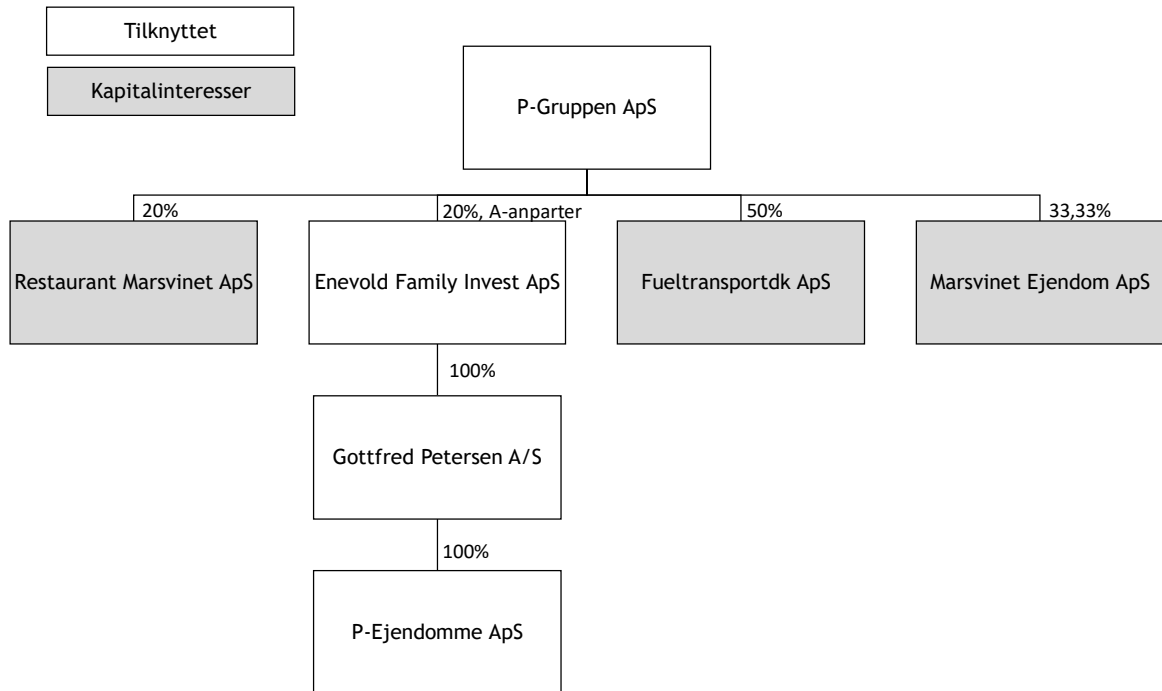 Tilknyttet
Kapitalinteresser
P-Gruppen ApS
20%
20%, A-anparter
50%
33,33%
Restaurant Marsvinet ApS
Enevold Family Invest ApS
Fueltransportdk ApS
Marsvinet Ejendom ApS
100%
Gottfred Petersen A/S
100%
P-Ejendomme ApS